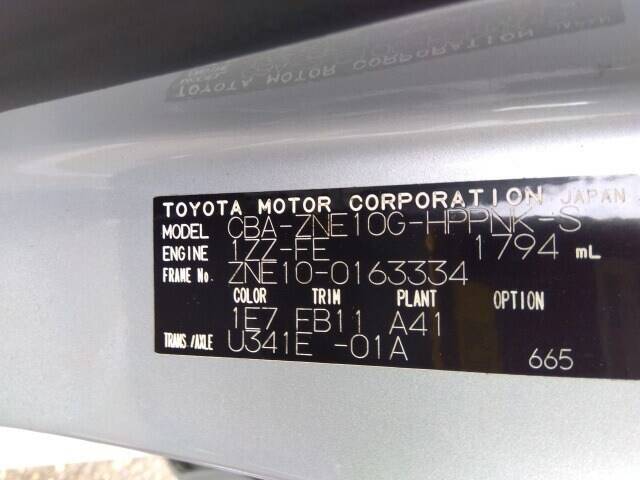 TOYOTA MOTOR CORPORATION JAPAN
MODEL CBA-ZNE10G-HPPNK-S
ENGINE 1ZZ-FE 1794 mL
FRAME No. ZNE10-0163334
COLOR TRIM PLANT OPTION
1E7 FB11 A41
TRANS./AXLE U341E -01A
665